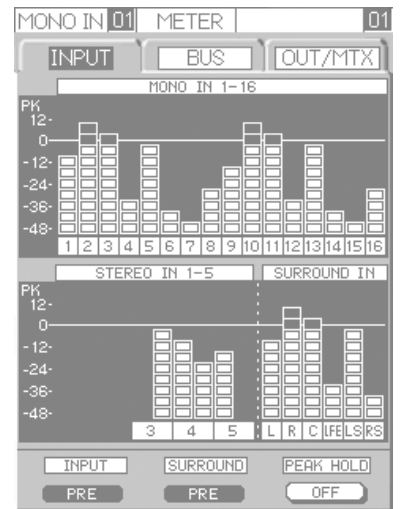 MONO IN 01 METER 01
INPUT BUS OUT/MTX
MONO IN 1-16
PK
12-
0-
-12-
-24-
-36-
-48-
1 2 3 4 5 6 7 8 9 10 11 12 13 14 15 16
STEREO IN 1-5 SURROUND IN
PK
12-
0-
-12-
-24-
-36-
-48-
3 4 5 L R C LFE LS RS
INPUT SURROUND PEAK HOLD
PRE PRE OFF